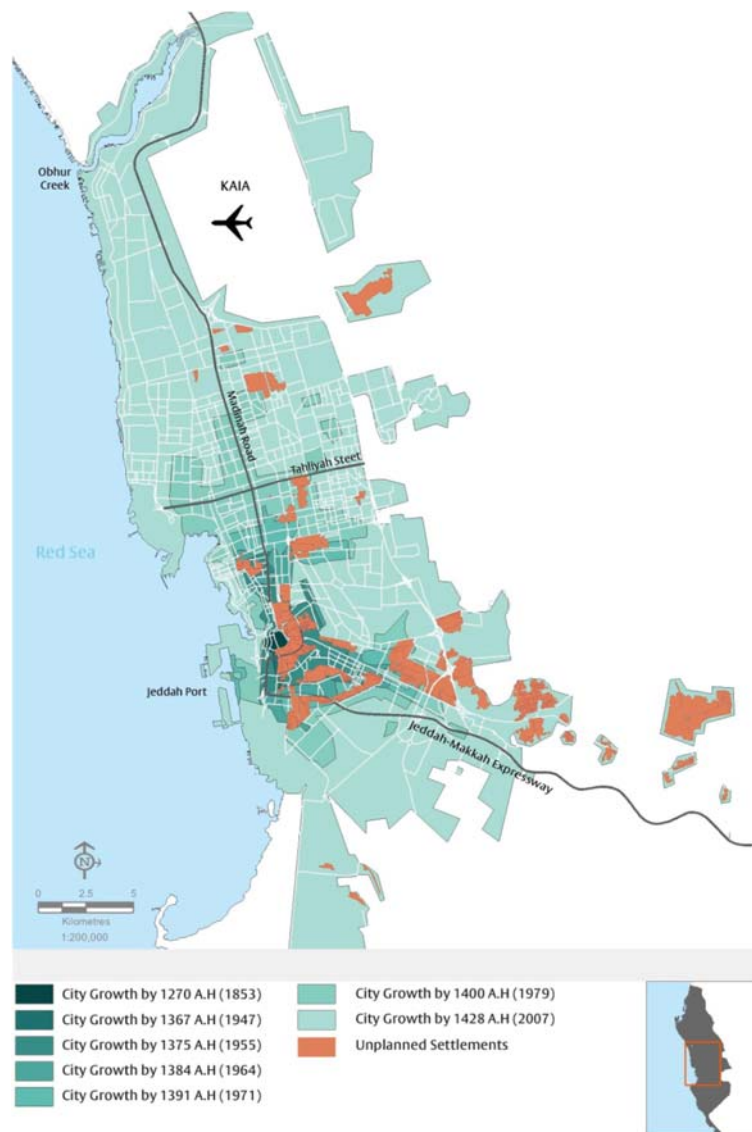 Obhur
Creek
KAIA
Madinah Road
Tahliyah Steet
Red Sea
Jeddah Port
Jeddah-Makkah Expressway
N
0 2.5 5
Kilometres
1:200,000
City Growth by 1270 A.H (1853)
City Growth by 1367 A.H (1947)
City Growth by 1375 A.H (1955)
City Growth by 1384 A.H (1964)
City Growth by 1391 A.H (1971)
City Growth by 1400 A.H (1979)
City Growth by 1428 A.H (2007)
Unplanned Settlements